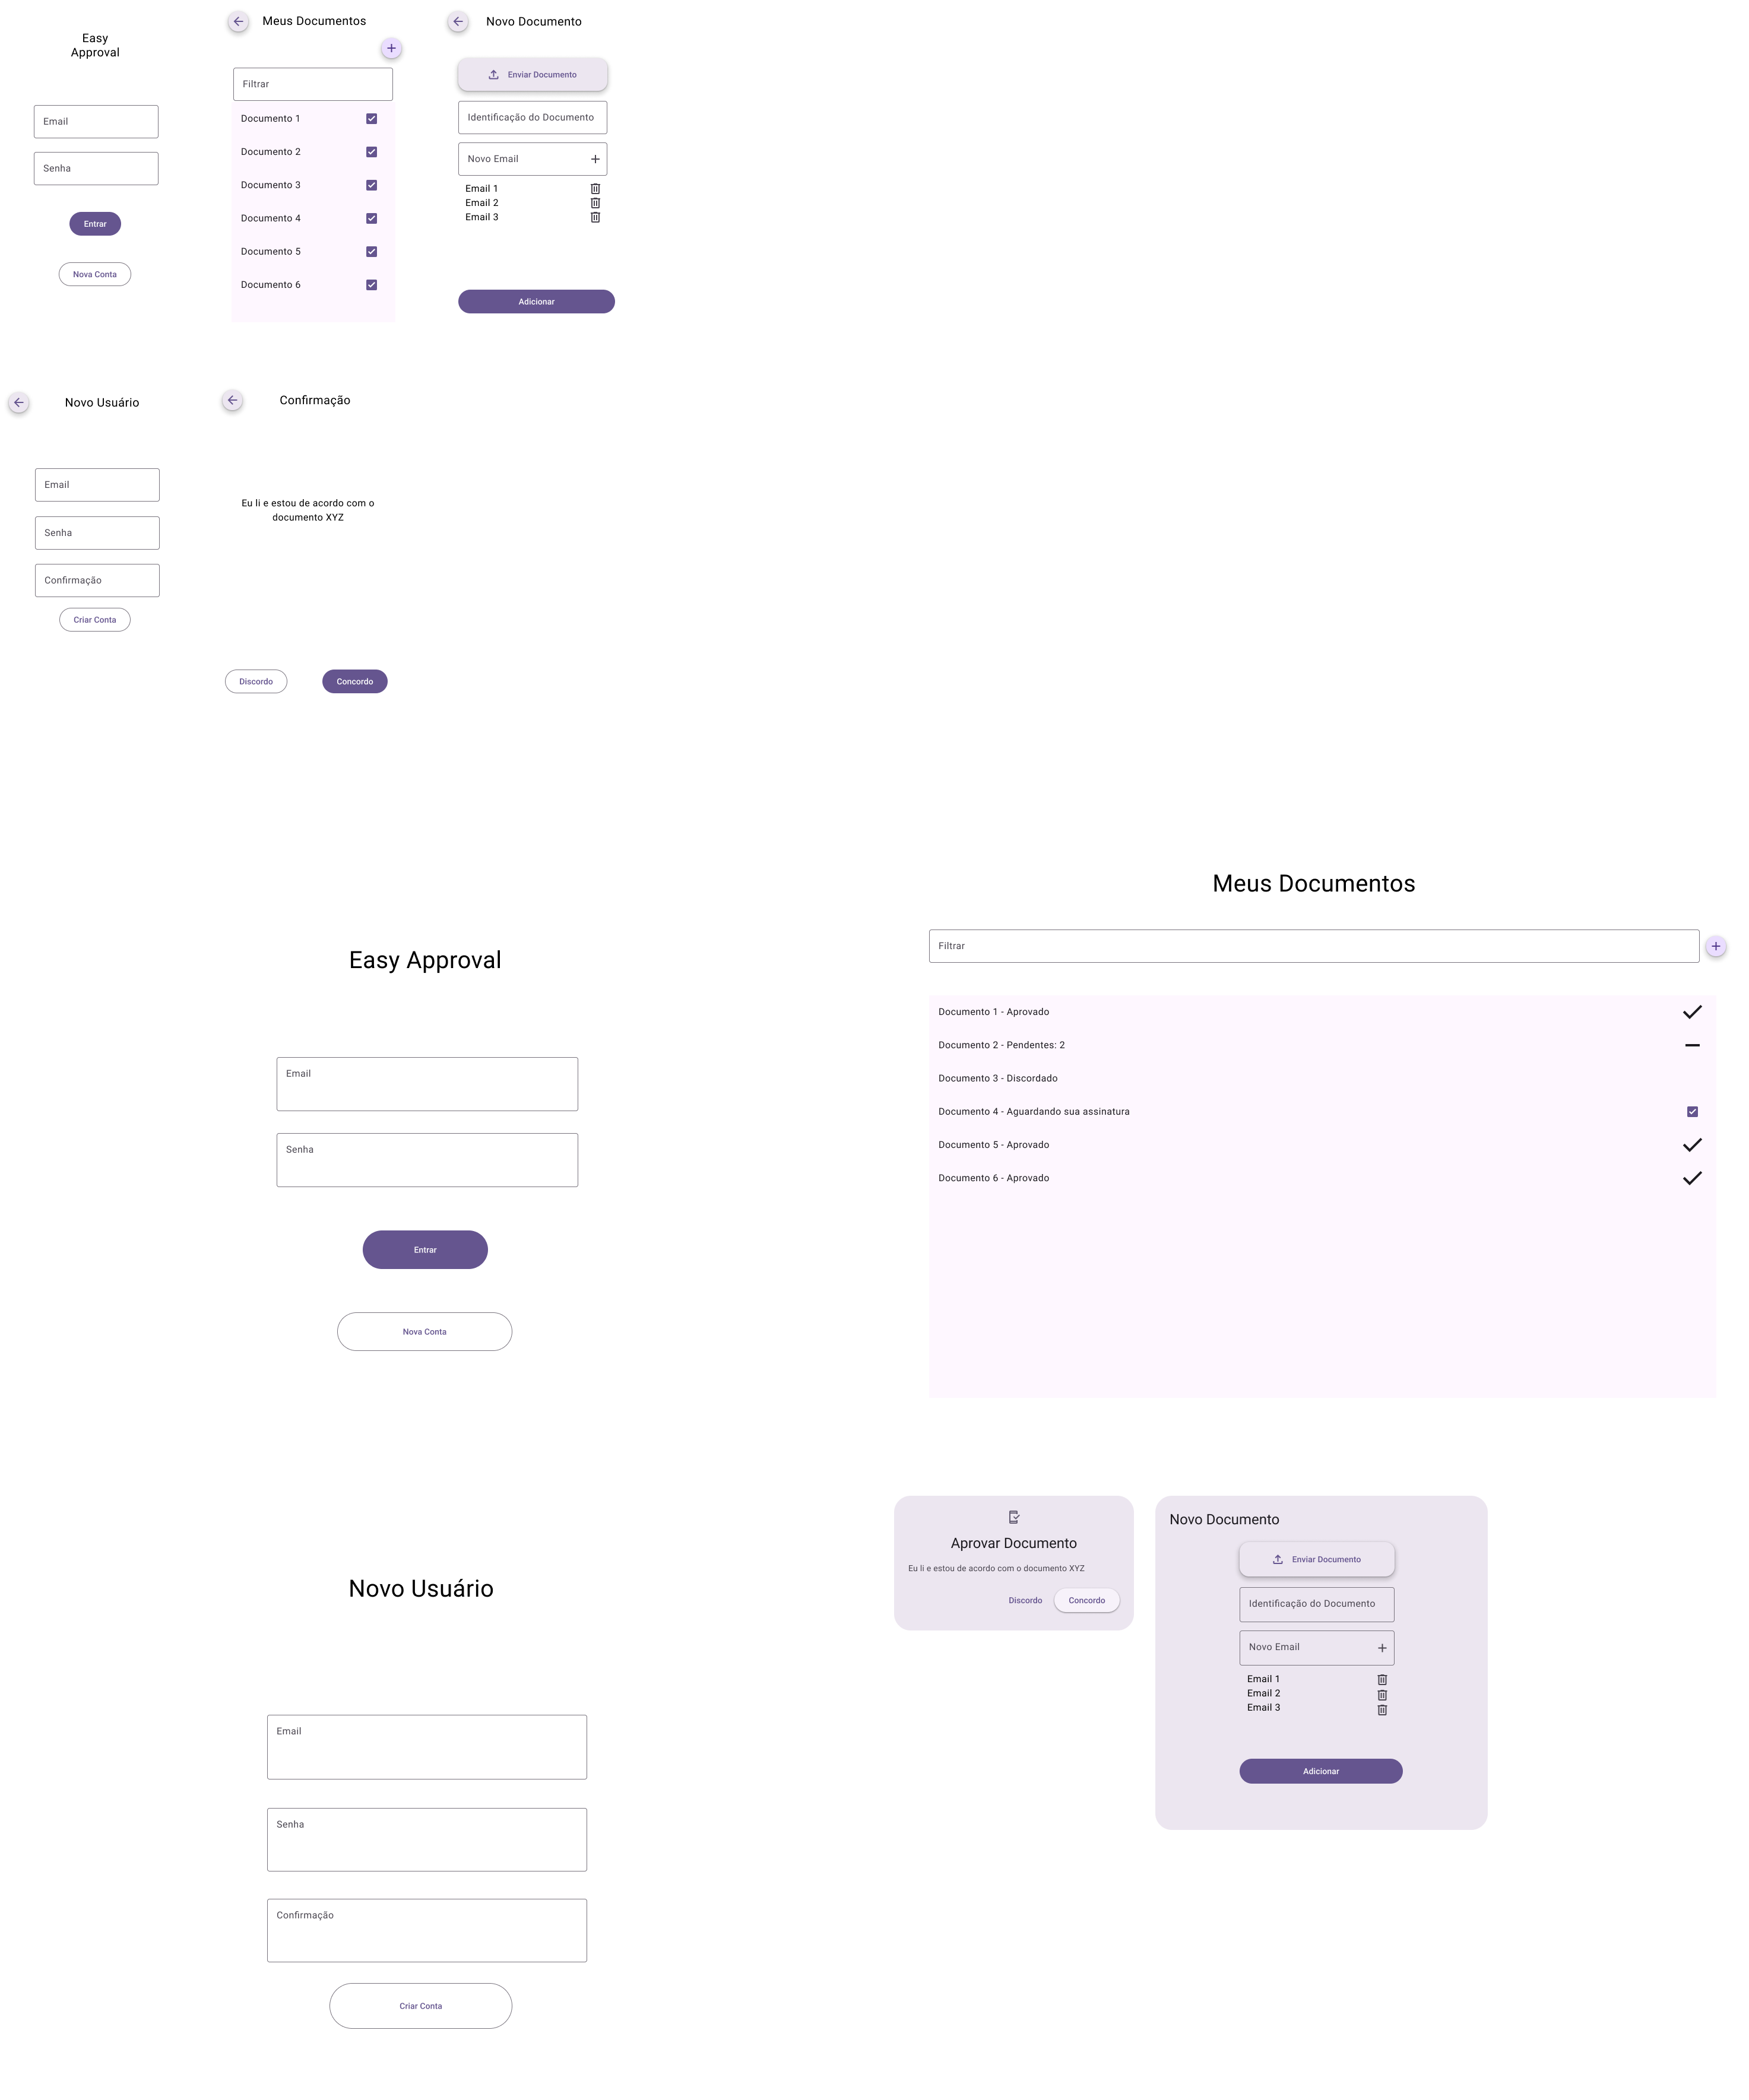 Easy
Approval
Email
Senha
Entrar
Nova Conta
Meus Documentos
Filtrar
Documento 1
Documento 2
Documento 3
Documento 4
Documento 5
Documento 6
Novo Documento
Enviar Documento
Identificação do Documento
Novo Email
Email 1
Email 2
Email 3
Adicionar
Novo Usuário
Email
Senha
Confirmação
Criar Conta
Confirmação
Eu li e estou de acordo com o
documento XYZ
Discordo
Concordo
Easy Approval
Email
Senha
Entrar
Nova Conta
Meus Documentos
Filtrar
Documento 1 - Aprovado
Documento 2 - Pendentes: 2
Documento 3 - Discordado
Documento 4 - Aguardando sua assinatura
Documento 5 - Aprovado
Documento 6 - Aprovado
Novo Usuário
Email
Senha
Confirmação
Criar Conta
Aprovar Documento
Eu li e estou de acordo com o documento XYZ
Discordo
Concordo
Novo Documento
Enviar Documento
Identificação do Documento
Novo Email
Email 1
Email 2
Email 3
Adicionar